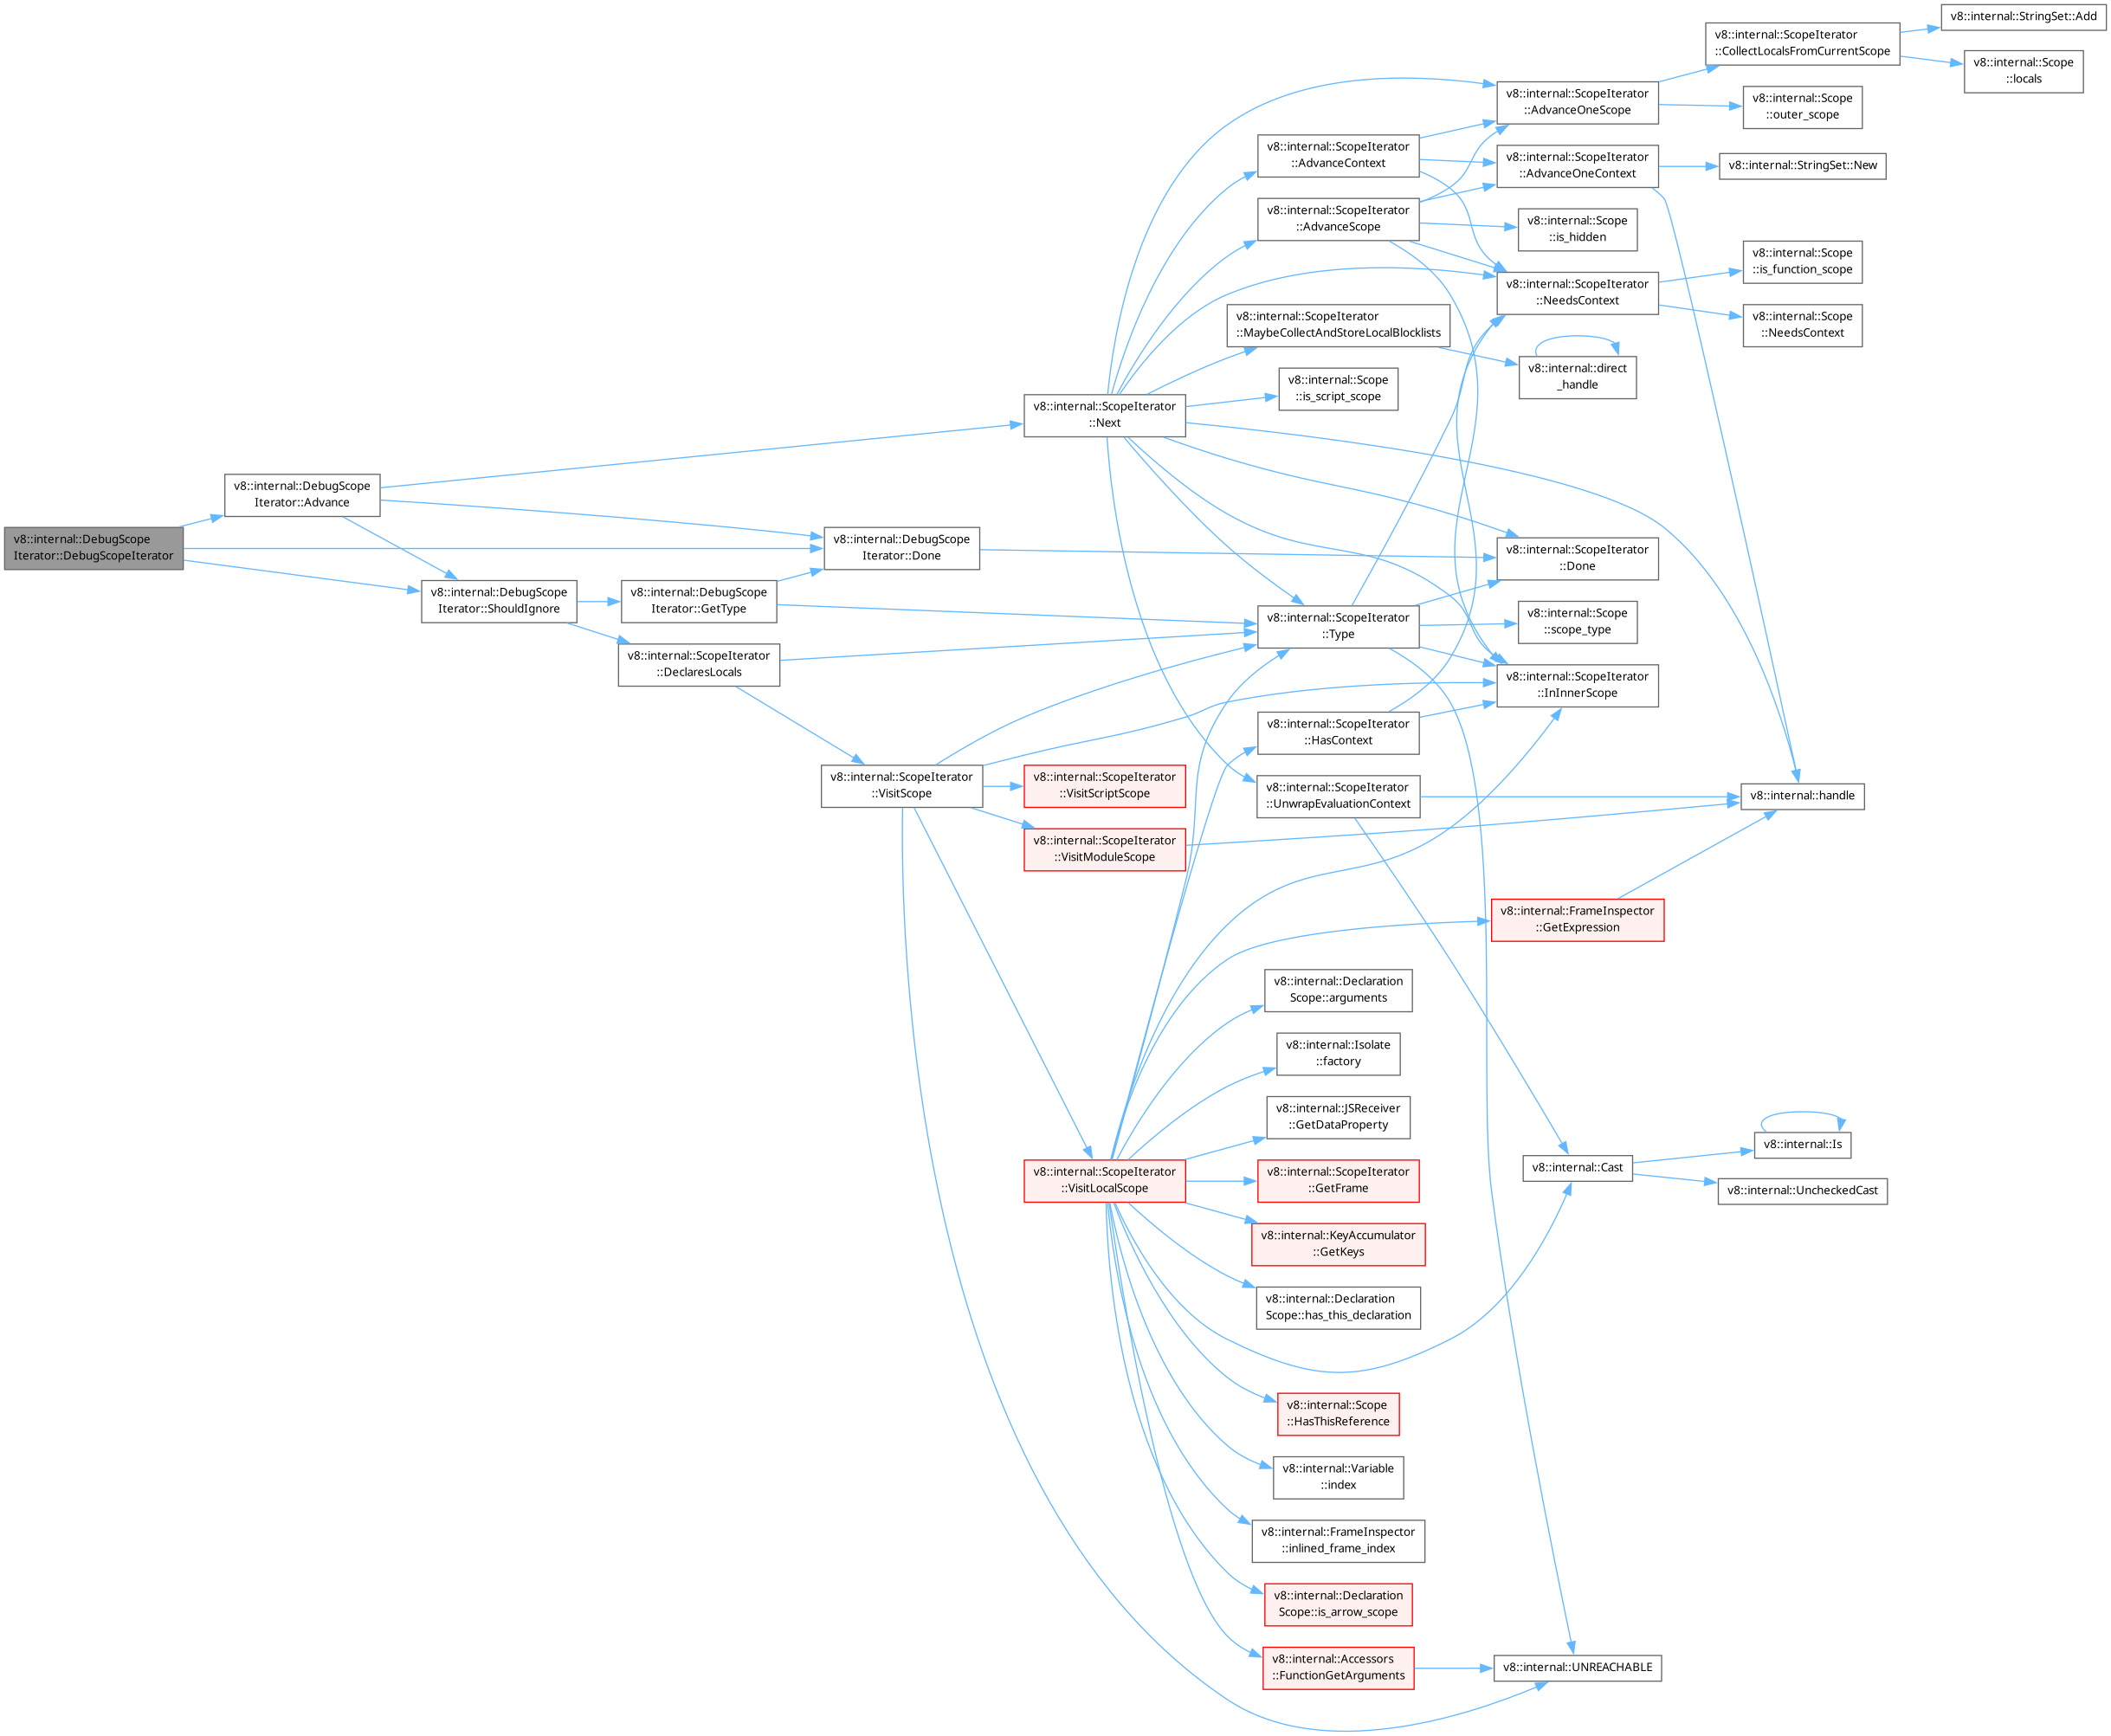 v8::internal::DebugScope
Iterator::DebugScopeIterator
v8::internal::DebugScope
Iterator::Advance
v8::internal::DebugScope
Iterator::ShouldIgnore
v8::internal::DebugScope
Iterator::GetType
v8::internal::ScopeIterator
::DeclaresLocals
v8::internal::DebugScope
Iterator::Done
v8::internal::ScopeIterator
::VisitScope
v8::internal::ScopeIterator
::Next
v8::internal::ScopeIterator
::VisitScriptScope
v8::internal::ScopeIterator
::VisitModuleScope
v8::internal::ScopeIterator
::VisitLocalScope
v8::internal::ScopeIterator
::AdvanceContext
v8::internal::ScopeIterator
::AdvanceScope
v8::internal::ScopeIterator
::MaybeCollectAndStoreLocalBlocklists
v8::internal::Scope
::is_script_scope
v8::internal::ScopeIterator
::Type
v8::internal::ScopeIterator
::HasContext
v8::internal::ScopeIterator
::UnwrapEvaluationContext
v8::internal::Declaration
Scope::arguments
v8::internal::Isolate
::factory
v8::internal::JSReceiver
::GetDataProperty
v8::internal::ScopeIterator
::GetFrame
v8::internal::KeyAccumulator
::GetKeys
v8::internal::Declaration
Scope::has_this_declaration
v8::internal::Scope
::HasThisReference
v8::internal::Variable
::index
v8::internal::FrameInspector
::inlined_frame_index
v8::internal::Declaration
Scope::is_arrow_scope
v8::internal::Accessors
::FunctionGetArguments
v8::internal::ScopeIterator
::AdvanceOneScope
v8::internal::ScopeIterator
::AdvanceOneContext
v8::internal::Scope
::is_hidden
v8::internal::ScopeIterator
::NeedsContext
v8::internal::direct
_handle
v8::internal::ScopeIterator
::Done
v8::internal::Scope
::scope_type
v8::internal::ScopeIterator
::InInnerScope
v8::internal::FrameInspector
::GetExpression
v8::internal::Cast
v8::internal::UNREACHABLE
v8::internal::ScopeIterator
::CollectLocalsFromCurrentScope
v8::internal::Scope
::outer_scope
v8::internal::StringSet::New
v8::internal::Scope
::is_function_scope
v8::internal::Scope
::NeedsContext
v8::internal::handle
v8::internal::Is
v8::internal::UncheckedCast
v8::internal::StringSet::Add
v8::internal::Scope
::locals